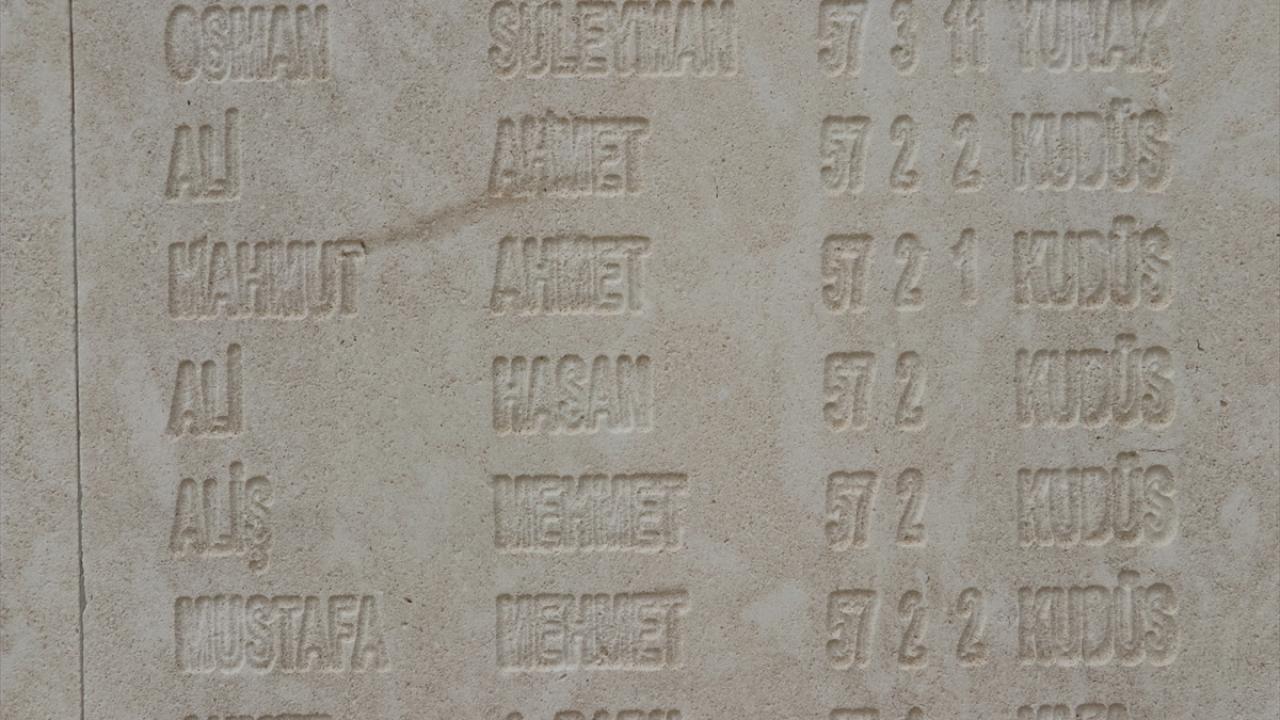 OSMAN SÜLEYMAN 57 3 11 YUNAK
ALİ AHMET 57 2 2 KUDÜS
MAHMUT AHMET 57 2 1 KUDÜS
ALİ HASAN 57 2 KUDÜS
ALİŞ MEHMET 57 2 KUDÜS
MUSTAFA MEHMET 57 2 2 KUDÜS